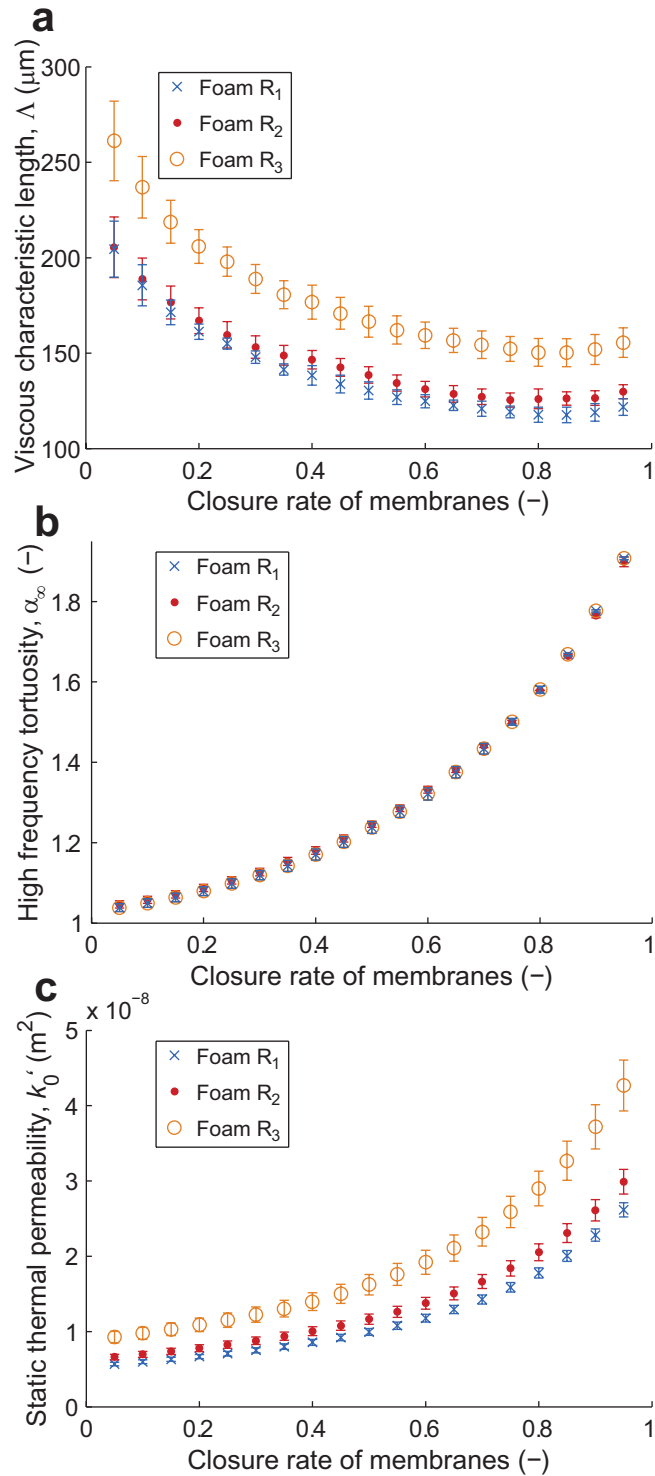 a
300
250
200
150
100
Viscous characteristic length, Λ (μm)
Foam R₁
Foam R₂
Foam R₃
0 0.2 0.4 0.6 0.8 1
Closure rate of membranes (−)
b
1.8
1.6
1.4
1.2
1
High frequency tortuosity, α∞ (−)
Foam R₁
Foam R₂
Foam R₃
0 0.2 0.4 0.6 0.8 1
Closure rate of membranes (−)
c
x 10⁻⁸
5
4
3
2
1
0
Static thermal permeability, k₀‘ (m²)
Foam R₁
Foam R₂
Foam R₃
0 0.2 0.4 0.6 0.8 1
Closure rate of membranes (−)